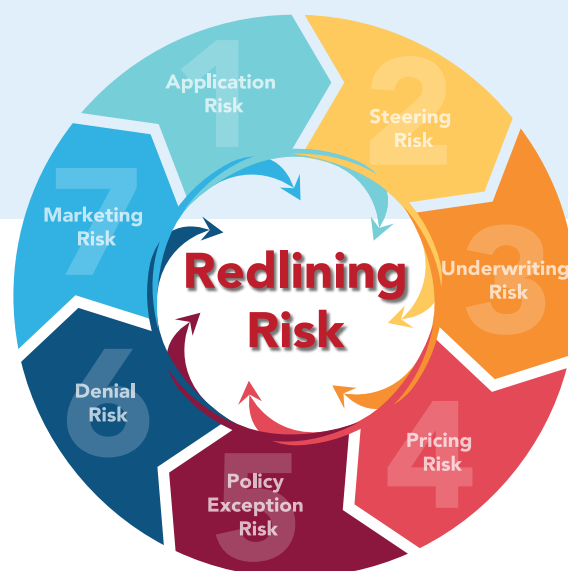 1
Application
Risk
2
Steering
Risk
3
Underwriting
Risk
4
Pricing
Risk
5
Policy
Exception
Risk
6
Denial
Risk
7
Marketing
Risk
Redlining
Risk